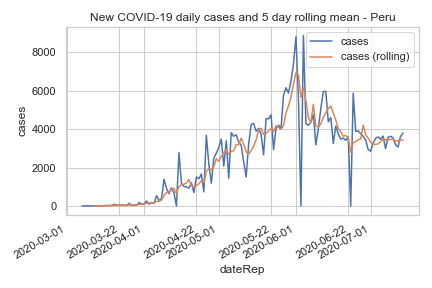 New COVID-19 daily cases and 5 day rolling mean - Peru
cases
cases (rolling)
cases
8000
6000
4000
2000
0
2020-03-01
2020-03-22
2020-04-01
2020-04-22
2020-05-01
2020-05-22
2020-06-01
2020-06-22
2020-07-01
dateRep